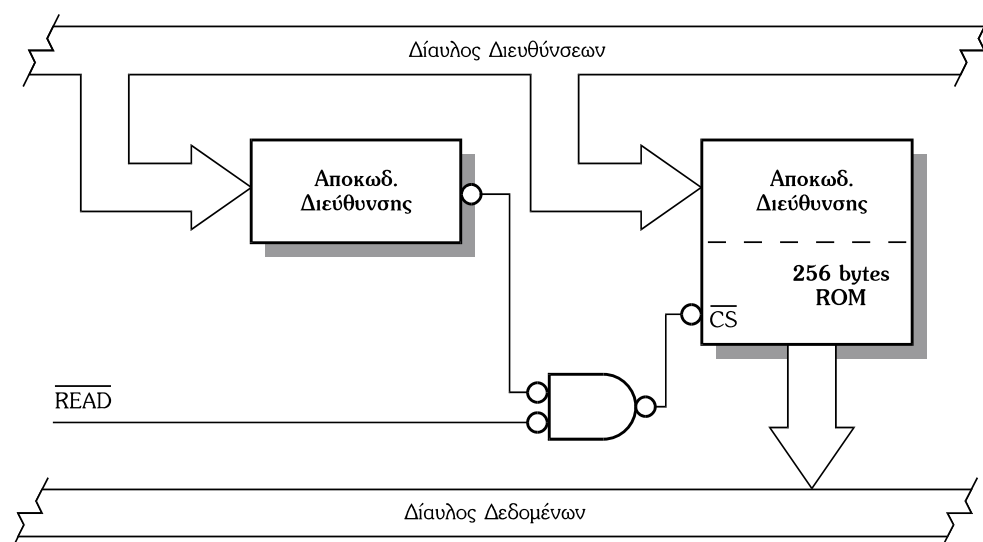 Δίαυλος Διευθύνσεων
Αποκωδ.
Διεύθυνσης
Αποκωδ.
Διεύθυνσης
256 bytes
ROM
CS
READ
Δίαυλος Δεδομένων